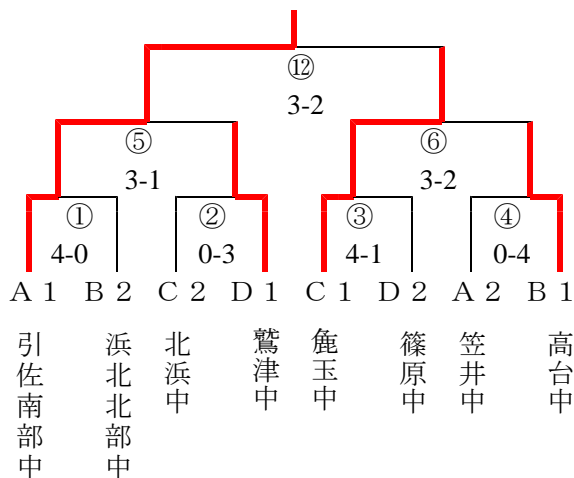 ⑫
3-2
⑤
⑥
3-1
3-2
①
②
③
④
4-0
0-3
4-1
0-4
A 1
B 2
C 2
D 1
C 1
D 2
A 2
B 1
引佐南部中
浜北北部中
北浜中
鷲津中
麁玉中
篠原中
笠井中
高台中